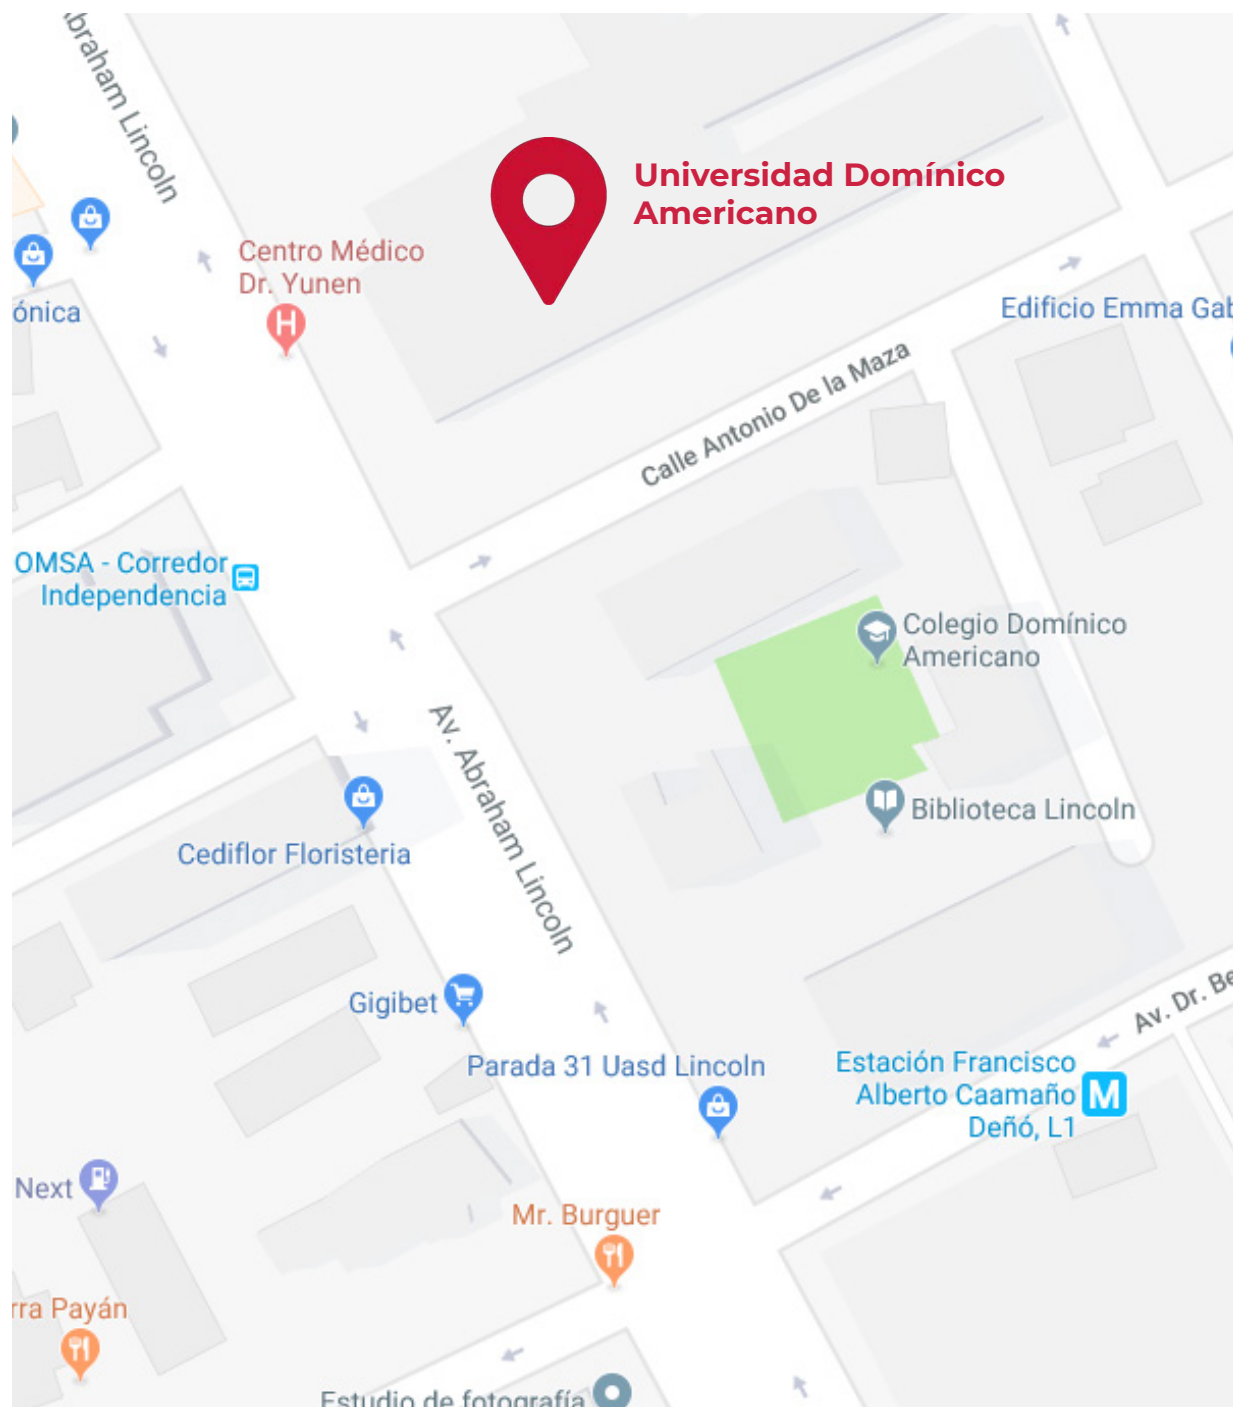 Abraham Lincoln
Universidad Domínico
Americano
Centro Médico
Dr. Yunen
H
ónica
Edificio Emma Gab
Calle Antonio De la Maza
OMSA - Corredor
Independencia
Colegio Domínico
Americano
Av. Abraham Lincoln
Biblioteca Lincoln
Cediflor Floristeria
Gigibet
Av. Dr. Be
Parada 31 Uasd Lincoln
Estación Francisco
Alberto Caamaño
Deñó, L1
M
Next
Mr. Burguer
rra Payán
Estudio de fotografía